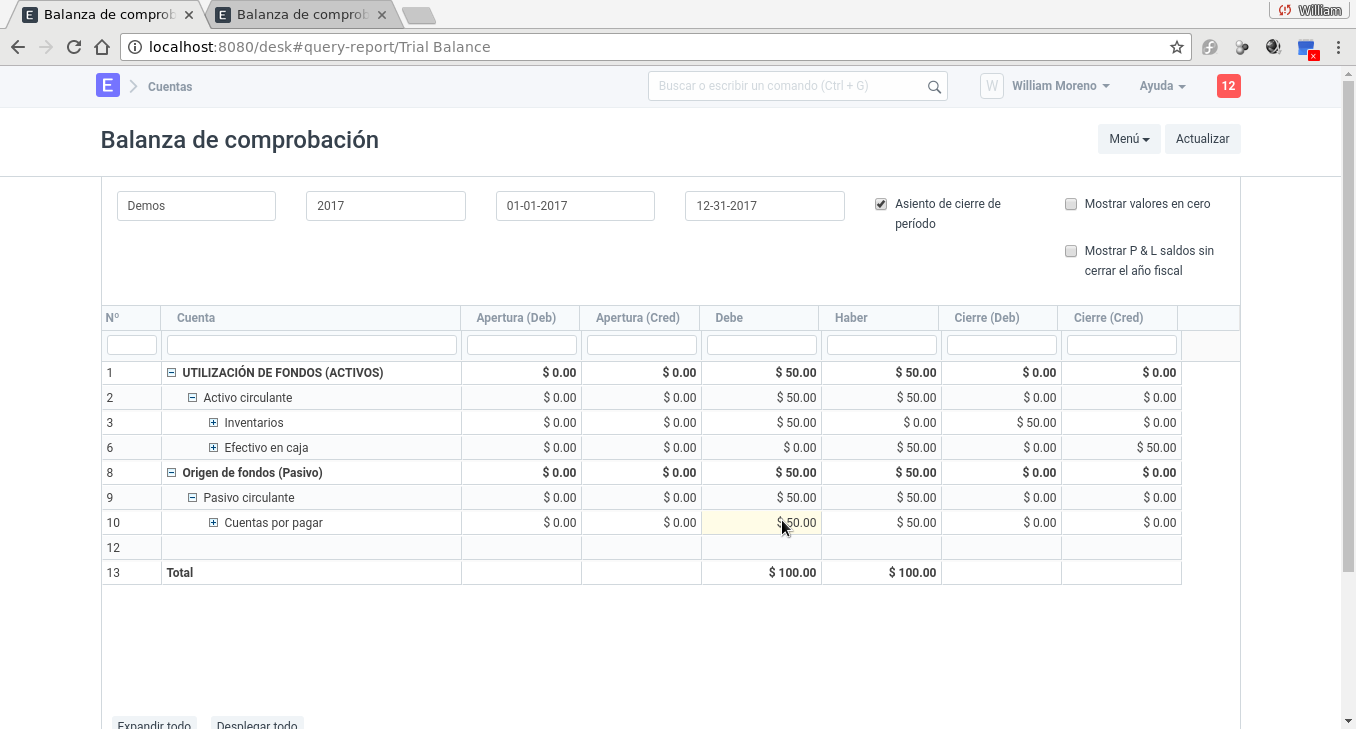 Balanza de comprob
Balanza de comprob
William
localhost:8080/desk#query-report/Trial Balance
E
Cuentas
Buscar o escribir un comando (Ctrl + G)
W
William Moreno
Ayuda
12
Balanza de comprobación
Menú
Actualizar
Demos
2017
01-01-2017
12-31-2017
Asiento de cierre de
período
Mostrar valores en cero
Mostrar P & L saldos sin
cerrar el año fiscal
Nº Cuenta Apertura (Deb) Apertura (Cred) Debe Haber Cierre (Deb) Cierre (Cred)
1 UTILIZACIÓN DE FONDOS (ACTIVOS) $ 0.00 $ 0.00 $ 50.00 $ 50.00 $ 0.00 $ 0.00
2 Activo circulante $ 0.00 $ 0.00 $ 50.00 $ 50.00 $ 0.00 $ 0.00
3 Inventarios $ 0.00 $ 0.00 $ 50.00 $ 0.00 $ 50.00 $ 0.00
6 Efectivo en caja $ 0.00 $ 0.00 $ 0.00 $ 50.00 $ 0.00 $ 50.00
8 Origen de fondos (Pasivo) $ 0.00 $ 0.00 $ 50.00 $ 50.00 $ 0.00 $ 0.00
9 Pasivo circulante $ 0.00 $ 0.00 $ 50.00 $ 50.00 $ 0.00 $ 0.00
10 Cuentas por pagar $ 0.00 $ 0.00 $ 50.00 $ 50.00 $ 0.00 $ 0.00
12
13 Total $ 100.00 $ 100.00
Expandir todo
Desplegar todo